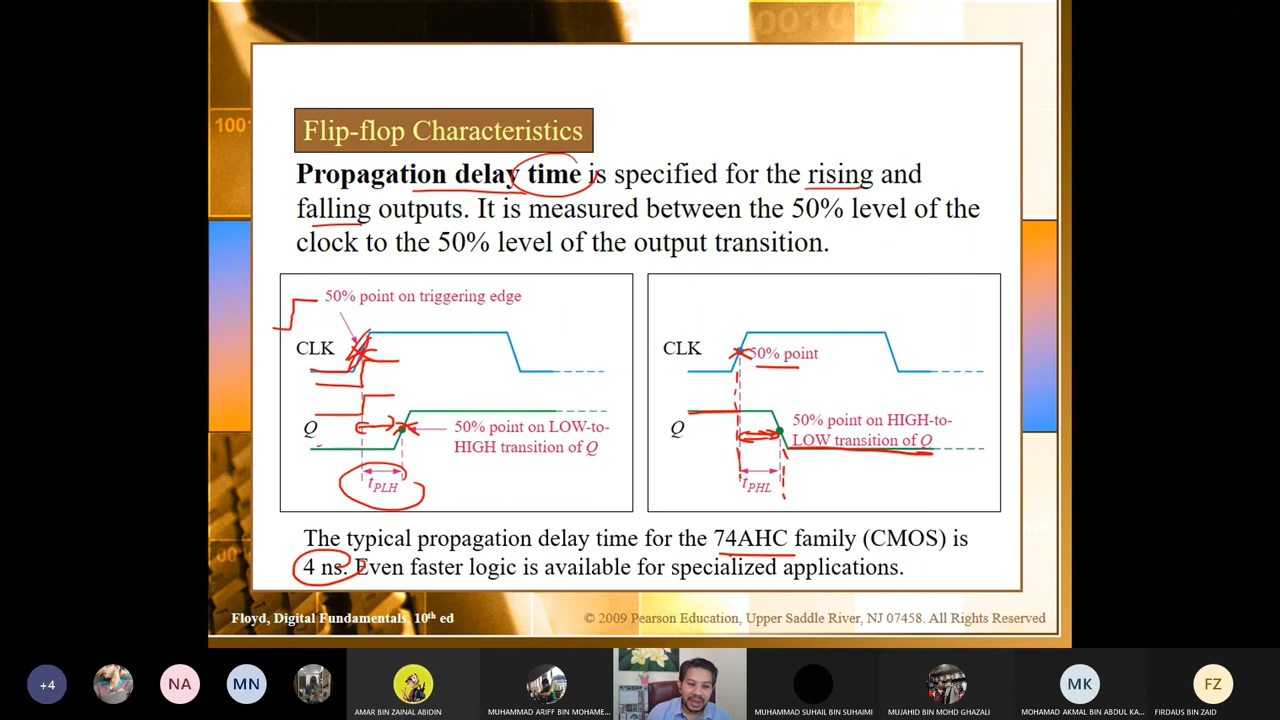 1001
001010
Flip-flop Characteristics
Propagation delay time is specified for the rising and
falling outputs. It is measured between the 50% level of the
clock to the 50% level of the output transition.
50% point on triggering edge
CLK
Q
50% point on LOW-to-
HIGH transition of Q
tPLH
CLK
50% point
Q
50% point on HIGH-to-
LOW transition of Q
tPHL
The typical propagation delay time for the 74AHC family (CMOS) is
4 ns. Even faster logic is available for specialized applications.
Floyd, Digital Fundamentals, 10th ed
© 2009 Pearson Education, Upper Saddle River, NJ 07458. All Rights Reserved
+4
NA
MN
MK
FZ
AMAR BIN ZAINAL ABIDIN
MUHAMMAD ARIFF BIN MOHAME...
MUHAMMAD SUHAIL BIN SUHAIMI
MUJAHID BIN MOHD GHAZALI
MOHAMAD AKMAL BIN ABDUL KA...
FIRDAUS BIN ZAID